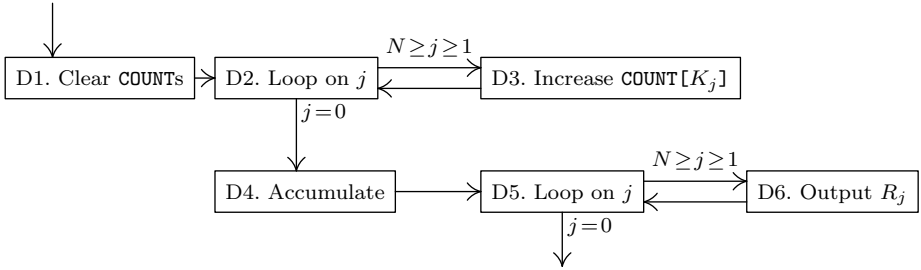 N ≥ j ≥ 1
D1. Clear COUNTs
D2. Loop on j
D3. Increase COUNT[K_j]
j = 0
N ≥ j ≥ 1
D4. Accumulate
D5. Loop on j
D6. Output R_j
j = 0